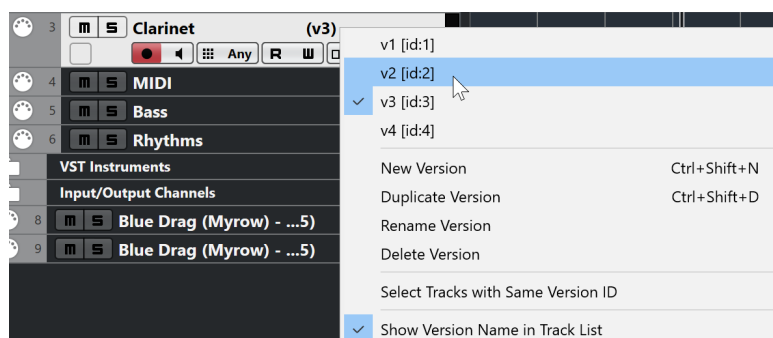 3 m S Clarinet (v3)
Any R W
4 m S MIDI
5 m S Bass
6 m S Rhythms
VST Instruments
Input/Output Channels
8 m S Blue Drag (Myrow) - ...5)
9 m S Blue Drag (Myrow) - ...5)
v1 [id:1]
v2 [id:2]
v3 [id:3]
v4 [id:4]
New Version Ctrl+Shift+N
Duplicate Version Ctrl+Shift+D
Rename Version
Delete Version
Select Tracks with Same Version ID
Show Version Name in Track List